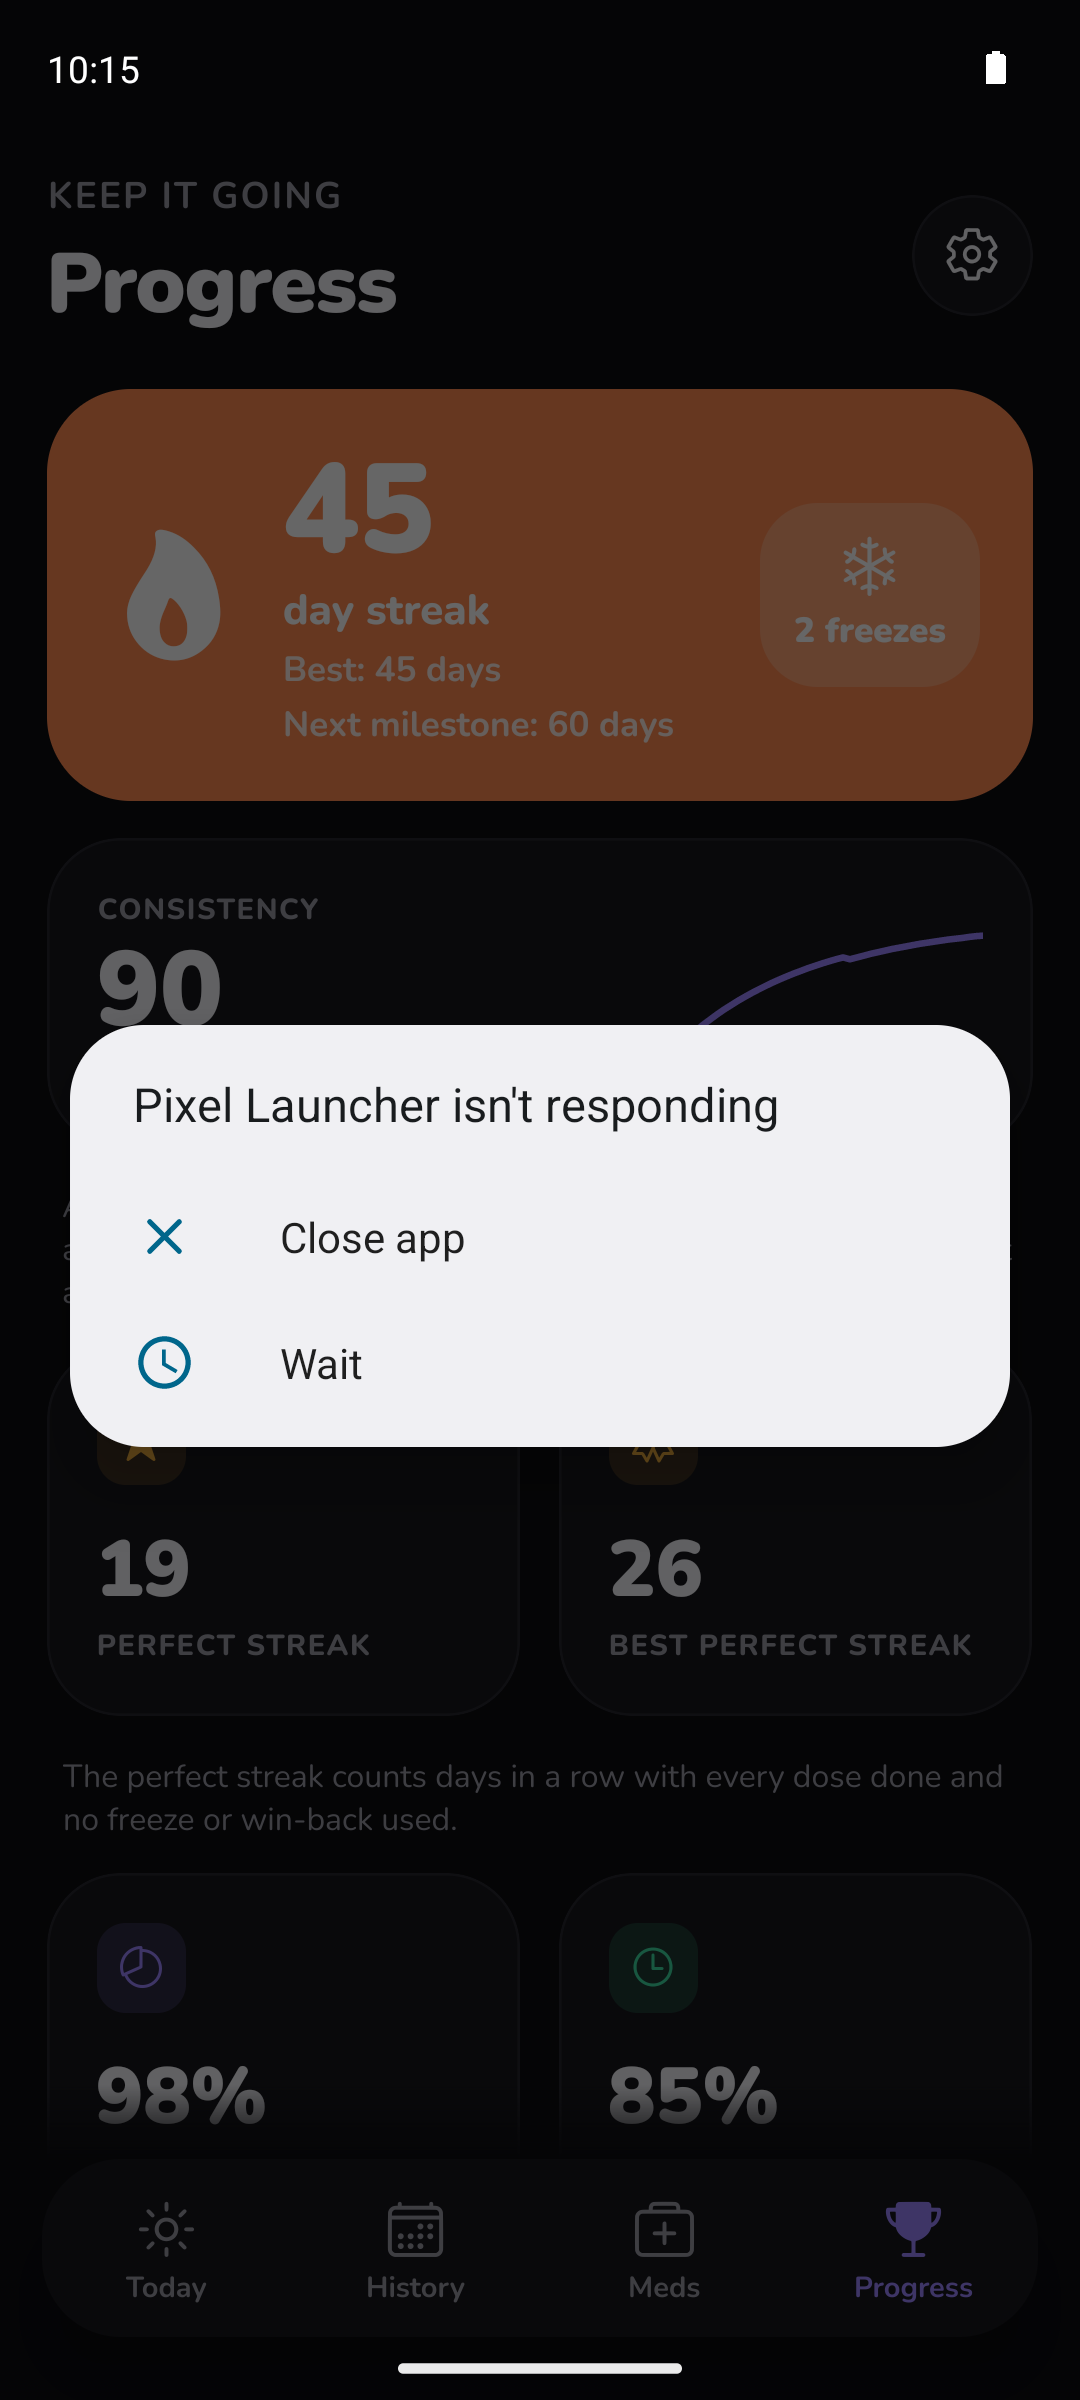 10:15
KEEP IT GOING
Progress
45
day streak
Best: 45 days
Next milestone: 60 days
2 freezes
CONSISTENCY
90
Pixel Launcher isn't responding
Close app
Wait
19
PERFECT STREAK
26
BEST PERFECT STREAK
The perfect streak counts days in a row with every dose done and
no freeze or win-back used.
98%
85%
Today
History
Meds
Progress